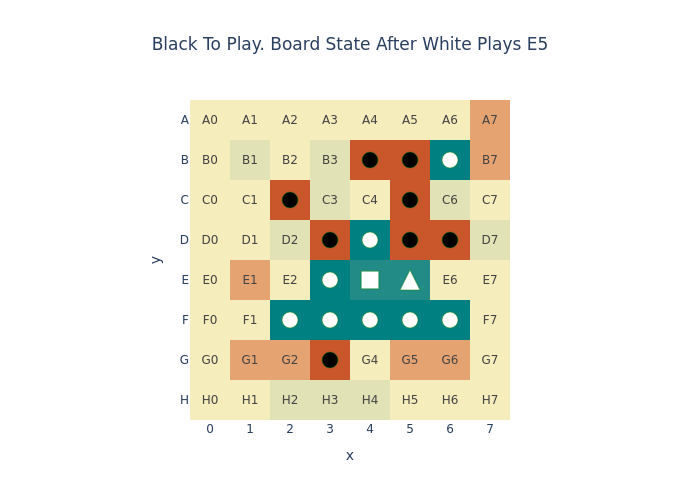 Black To Play. Board State After White Plays E5
A A0 A1 A2 A3 A4 A5 A6 A7
B B0 B1 B2 B3 B7
C C0 C1 C3 C4 C6 C7
D D0 D1 D2 D7
E E0 E1 E2 E6 E7
F F0 F1 F7
G G0 G1 G2 G4 G5 G6 G7
H H0 H1 H2 H3 H4 H5 H6 H7
0 1 2 3 4 5 6 7
x
y